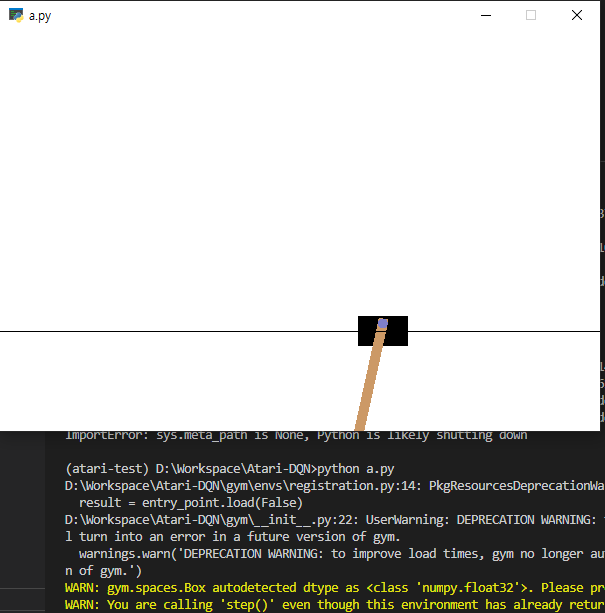 a.py
ImportError: sys.meta_path is None, Python is likely shutting down
(atari-test) D:\Workspace\Atari-DQN>python a.py
D:\Workspace\Atari-DQN\gym\envs\registration.py:14: PkgResourcesDeprecationWa
result = entry_point.load(False)
D:\Workspace\Atari-DQN\gym\__init__.py:22: UserWarning: DEPRECATION WARNING:
l turn into an error in a future version of gym.
warnings.warn('DEPRECATION WARNING: to improve load times, gym no longer au
n of gym.')
WARN: gym.spaces.Box autodetected dtype as <class 'numpy.float32'>. Please pr
WARN: You are calling 'step()' even though this environment has already retur